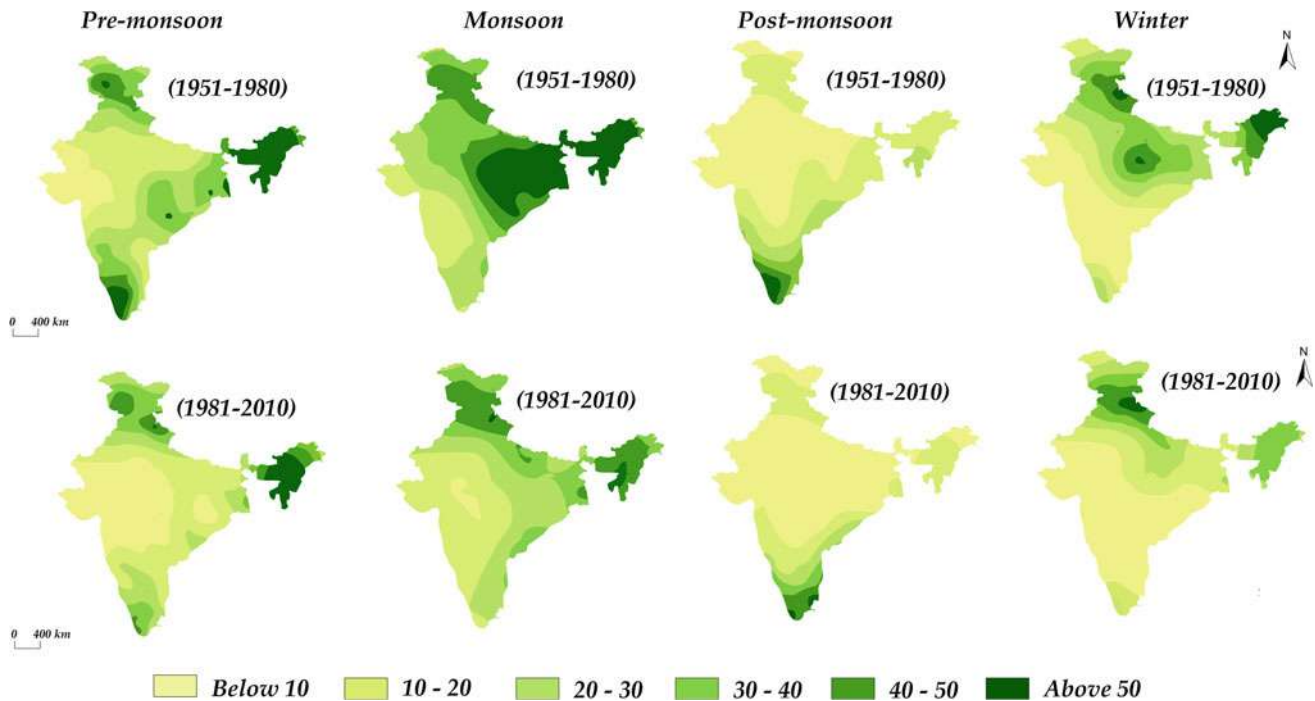 Pre-monsoon Monsoon Post-monsoon Winter
N
(1951-1980) (1951-1980) (1951-1980) (1951-1980)
0 400 km
N
(1981-2010) (1981-2010) (1981-2010) (1981-2010)
0 400 km
Below 10 10 - 20 20 - 30 30 - 40 40 - 50 Above 50